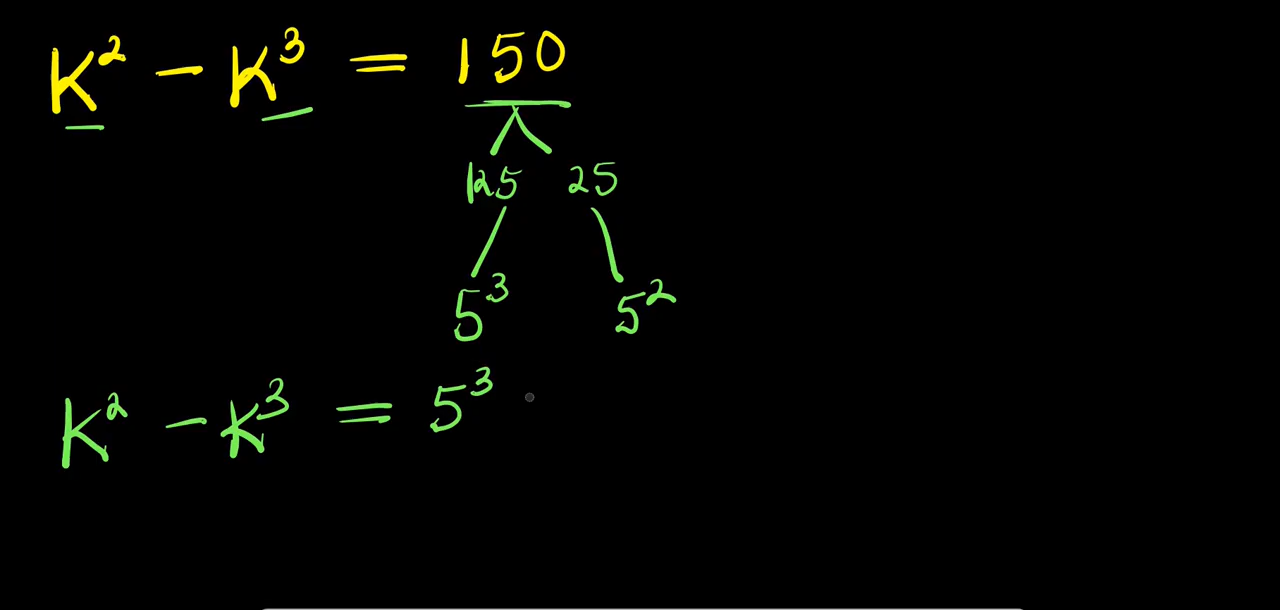 K² - K³ = 150
125 25
5³ 5²
K² - K³ = 5³